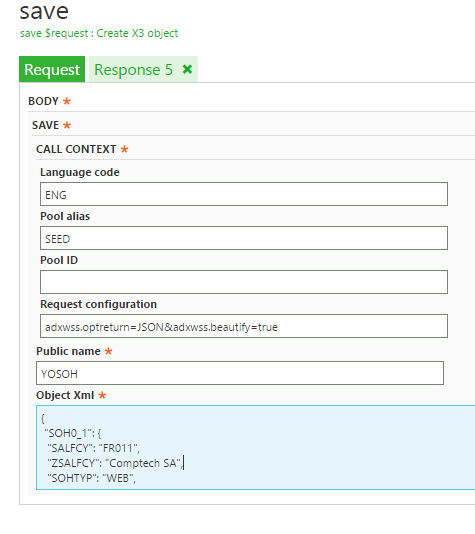 save
save $request : Create X3 object
Request Response 5 ×
BODY *
SAVE *
CALL CONTEXT *
Language code
ENG
Pool alias
SEED
Pool ID
Request configuration
adxwss.optreturn=JSON&adxwss.beautify=true
Public name *
YOSOH
Object Xml *
{
"SOH0_1": {
"SALFCY": "FR011",
"ZSALFCY": "Comptech SA",
"SOHTYP": "WEB",